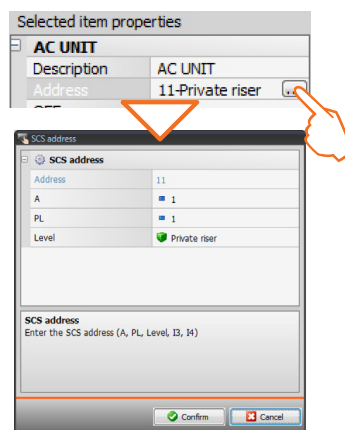 Selected item properties
AC UNIT
Description AC UNIT
Address 11-Private riser ...
SCS address
SCS address
Address 11
A 1
PL 1
Level Private riser
SCS address
Enter the SCS address (A, PL, Level, I3, I4)
Confirm Cancel